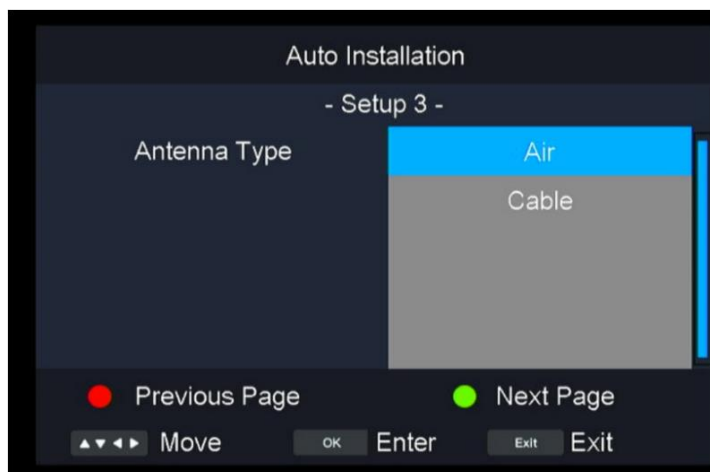 Auto Installation
- Setup 3 -
Antenna Type
Air
Cable
Previous Page
Next Page
Move
OK Enter
Exit Exit